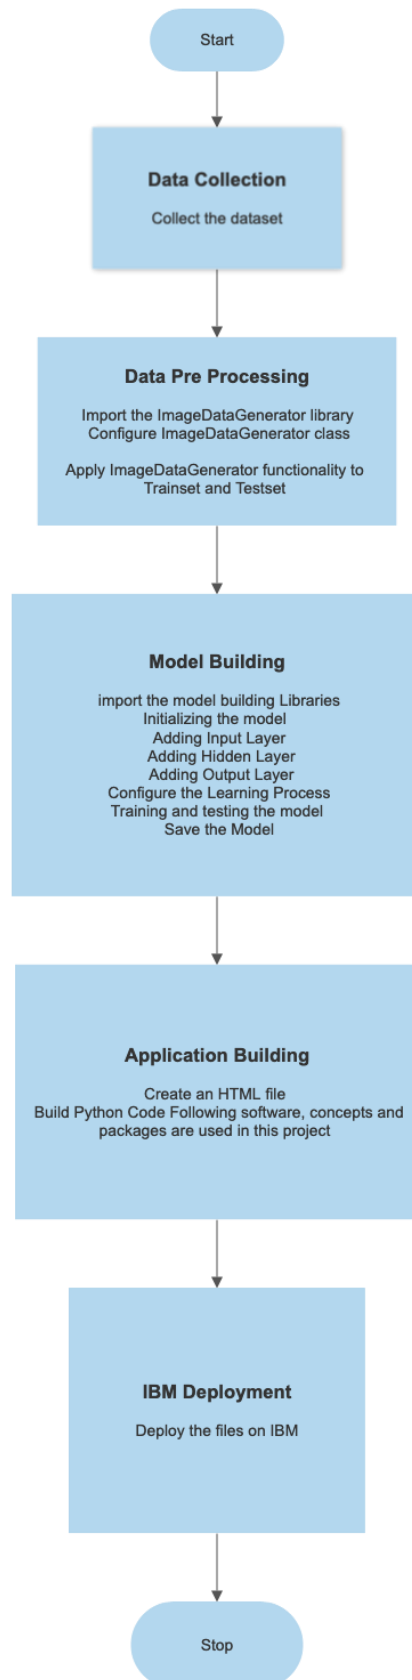 Start
Data Collection
Collect the dataset
Data Pre Processing
Import the ImageDataGenerator library
Configure ImageDataGenerator class
Apply ImageDataGenerator functionality to
Trainset and Testset
Model Building
import the model building Libraries
Initializing the model
Adding Input Layer
Adding Hidden Layer
Adding Output Layer
Configure the Learning Process
Training and testing the model
Save the Model
Application Building
Create an HTML file
Build Python Code Following software, concepts and
packages are used in this project
IBM Deployment
Deploy the files on IBM
Stop